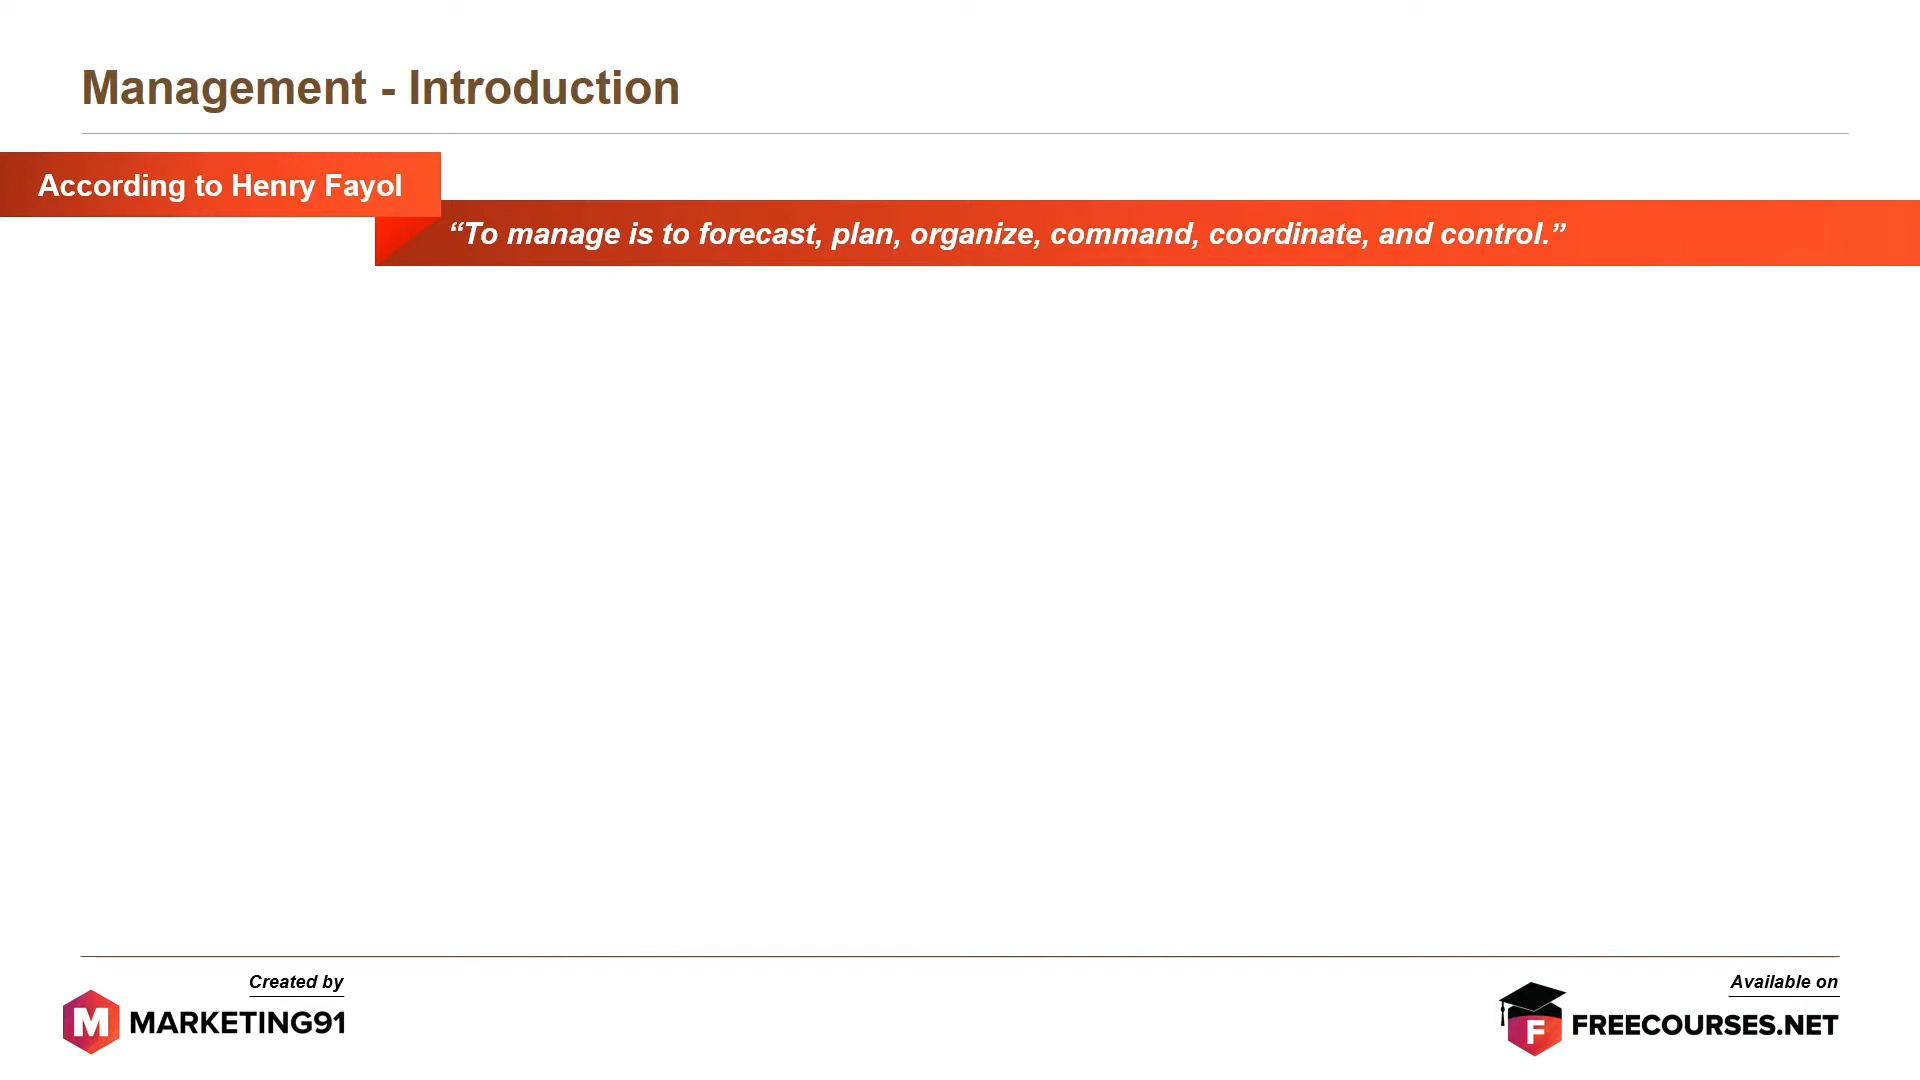 Management - Introduction
According to Henry Fayol
“To manage is to forecast, plan, organize, command, coordinate, and control.”
Created by
M MARKETING91
Available on
F FREECOURSES.NET